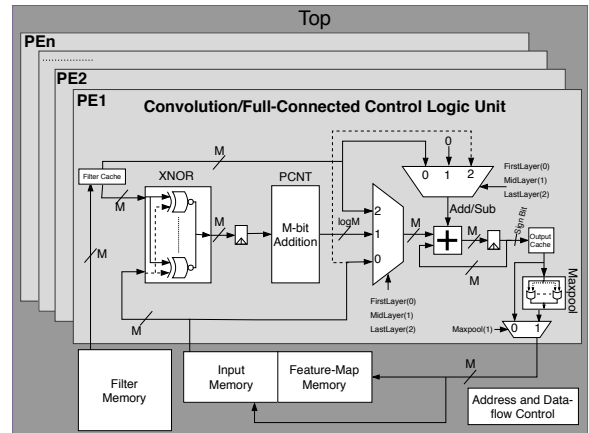 Top
PEn
.................
PE2
PE1
Convolution/Full-Connected Control Logic Unit
M
Filter Cache
M
XNOR
M
PCNT
M-bit
Addition
logM
2
1
0
M
FirstLayer(0)
MidLayer(1)
LastLayer(2)
0
0 1 2
FirstLayer(0)
MidLayer(1)
LastLayer(2)
Add/Sub
+
M
M
Sign Bit
Output
Cache
Maxpool
Maxpool(1)
0 1
M
M
M
Filter
Memory
Input
Memory
Feature-Map
Memory
Address and Data-
flow Control